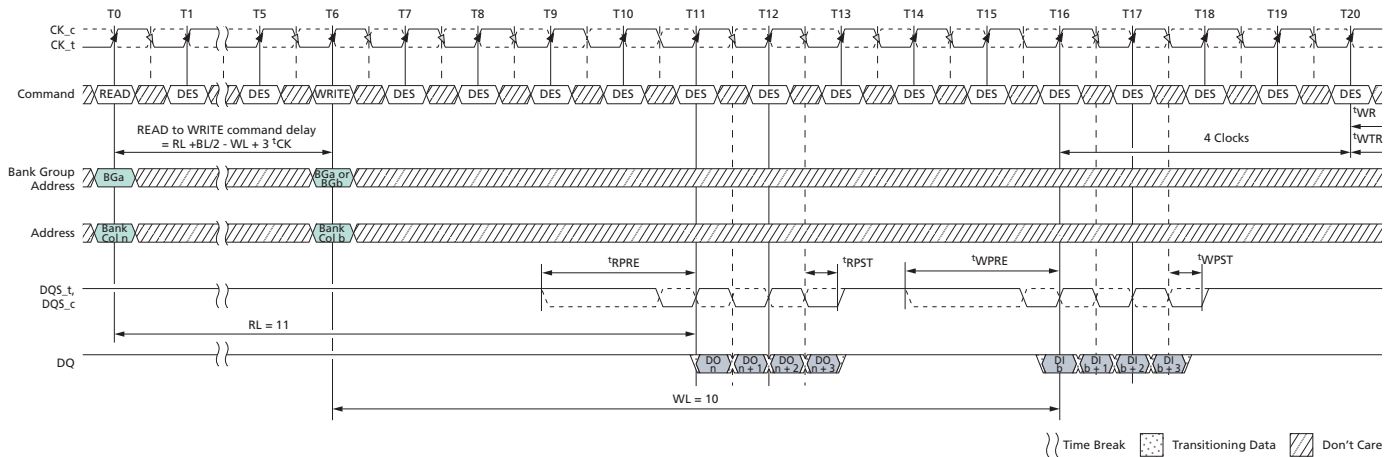 T0 T1 T5 T6 T7 T8 T9 T10 T11 T12 T13 T14 T15 T16 T17 T18 T19 T20
CK_c
CK_t
Command READ DES DES WRITE DES DES DES DES DES DES DES DES DES DES DES DES DES DES
tWR
READ to WRITE command delay
= RL +BL/2 - WL + 3 tCK
4 Clocks
tWTR
Bank Group
Address
BGa
BGa or
BGb
Address
Bank
Col n
Bank
Col b
tRPRE tRPST tWPRE tWPST
DQS_t,
DQS_c
RL = 11
DQ
DO
n
DO
n + 1
DO
n + 2
DO
n + 3
DI
b
DI
b + 1
DI
b + 2
DI
b + 3
WL = 10
Time Break Transitioning Data Don't Care